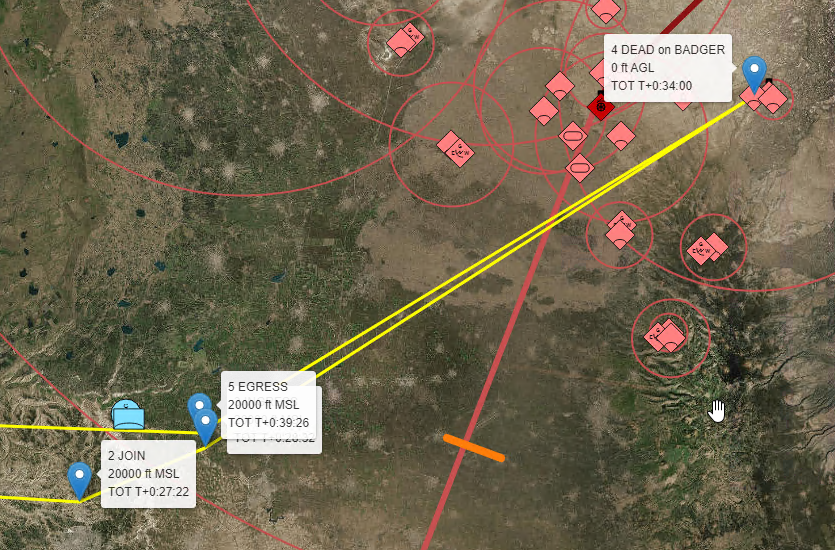 4 DEAD on BADGER
0 ft AGL
TOT T+0:34:00
5 EGRESS
20000 ft MSL
TOT T+0:39:26
2 JOIN
20000 ft MSL
TOT T+0:27:22